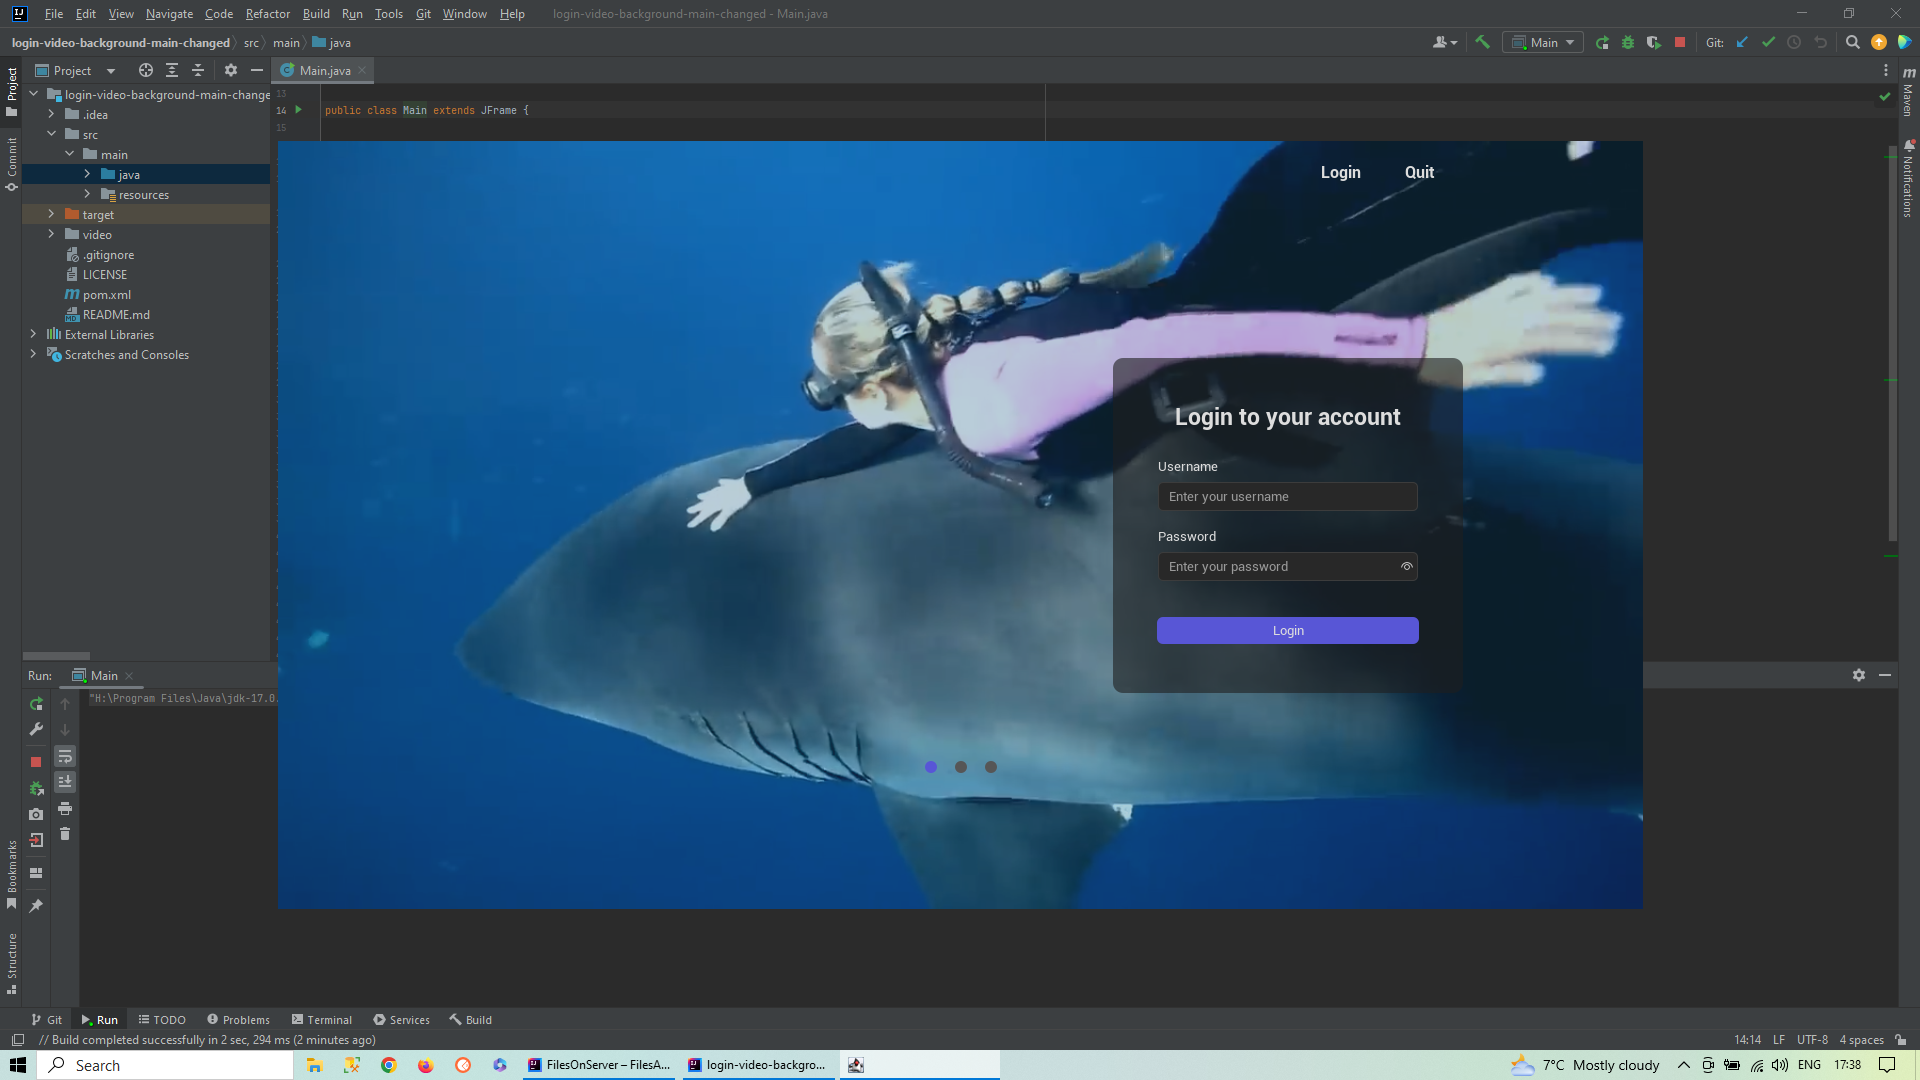 File Edit View Navigate Code Refactor Build Run Tools Git Window Help login-video-background-main-changed - Main.java
login-video-background-main-changed src main java
Main
Git:
Project
Main.java
login-video-background-main-change
.idea
src
main
java
resources
target
video
.gitignore
LICENSE
pom.xml
README.md
External Libraries
Scratches and Consoles
13
14 public class Main extends JFrame {
15
Login Quit
Login to your account
Username
Enter your username
Password
Enter your password
Login
Project
Commit
Bookmarks
Structure
Maven
Notifications
Run: Main
"H:\Program Files\Java\jdk-17.0.
Git Run TODO Problems Terminal Services Build
// Build completed successfully in 2 sec, 294 ms (2 minutes ago)
14:14 LF UTF-8 4 spaces
Search
FilesOnServer – FilesA...
login-video-backgro...
7°C Mostly cloudy
ENG 17:38